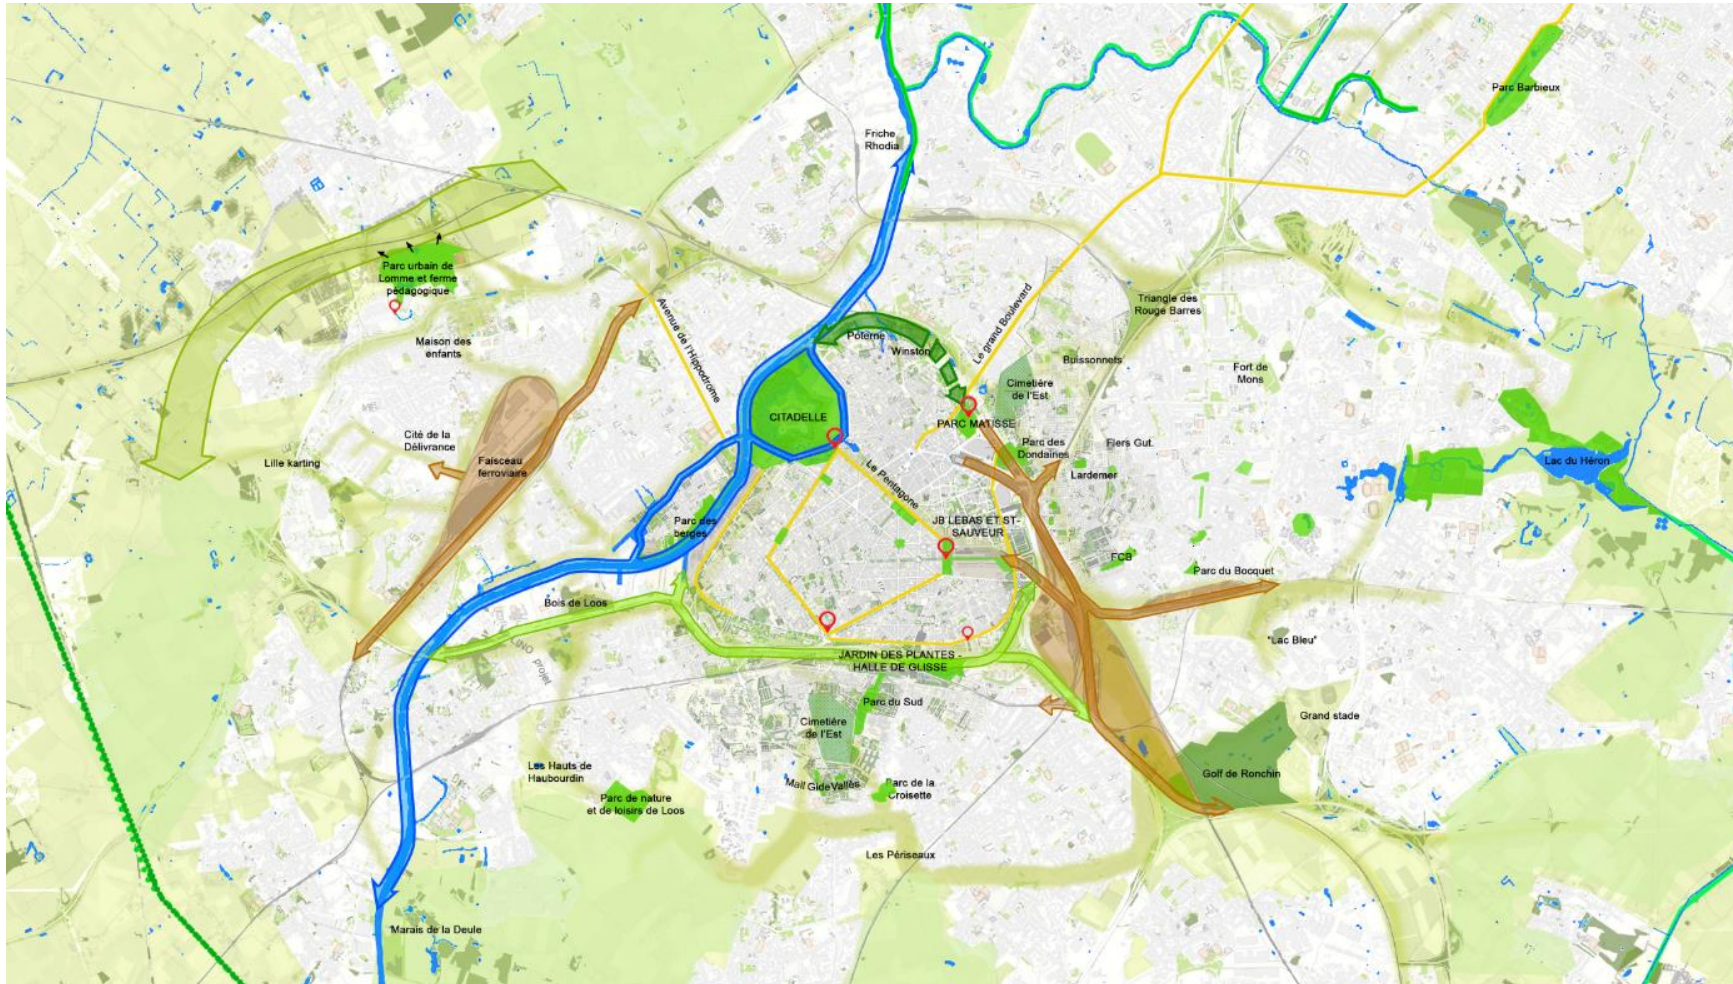 Parc Barbieux
Friche
Rhodia
Parc urbain de
Lomme et ferme
pédagogique
Maison des
enfants
Avenue de l'Hippodrome
Poterne
Winston
Le grand Boulevard
Triangle des
Rouge Barres
Buissonnets
Cimetière
de l'Est
Fort de
Mons
CITADELLE
PARC MATISSE
Cité de la
Délivrance
Lille karting
Faisceau
ferroviaire
Le Pentagone
Parc des
Dondaines
Flers Gut.
Lardemer
Lac du Héron
Parc des
berges
JB LEBAS ET ST-
SAUVEUR
FCB
Parc du Bocquet
Bois de Loos
LINO projet
"Lac Bleu"
JARDIN DES PLANTES -
HALLE DE GLISSE
Parc du Sud
Cimetière
de l'Est
Grand stade
Les Hauts de
Haubourdin
Golf de Ronchin
Mail Gide Vallès
Parc de la
Croisette
Parc de nature
et de loisirs de Loos
Les Périseaux
Marais de la Deule